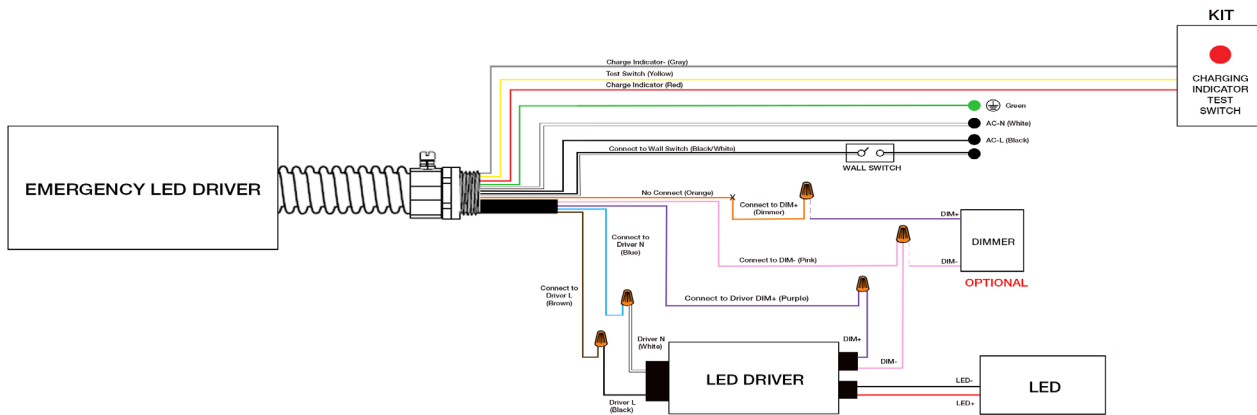 KIT
CHARGING
INDICATOR
TEST
SWITCH
Charge Indicator- (Gray)
Test Switch (Yellow)
Charge Indicator (Red)
Green
AC-N (White)
AC-L (Black)
Connect to Wall Switch (Black/White)
WALL SWITCH
EMERGENCY LED DRIVER
No Connect (Orange)
x
Connect to DIM+
(Dimmer)
DIM+
DIMMER
DIM-
OPTIONAL
Connect to DIM- (Pink)
Connect to
Driver N
(Blue)
Connect to
Driver L
(Brown)
Connect to Driver DIM+ (Purple)
Driver N
(White)
DIM+
DIM-
LED DRIVER
Driver L
(Black)
LED-
LED+
LED